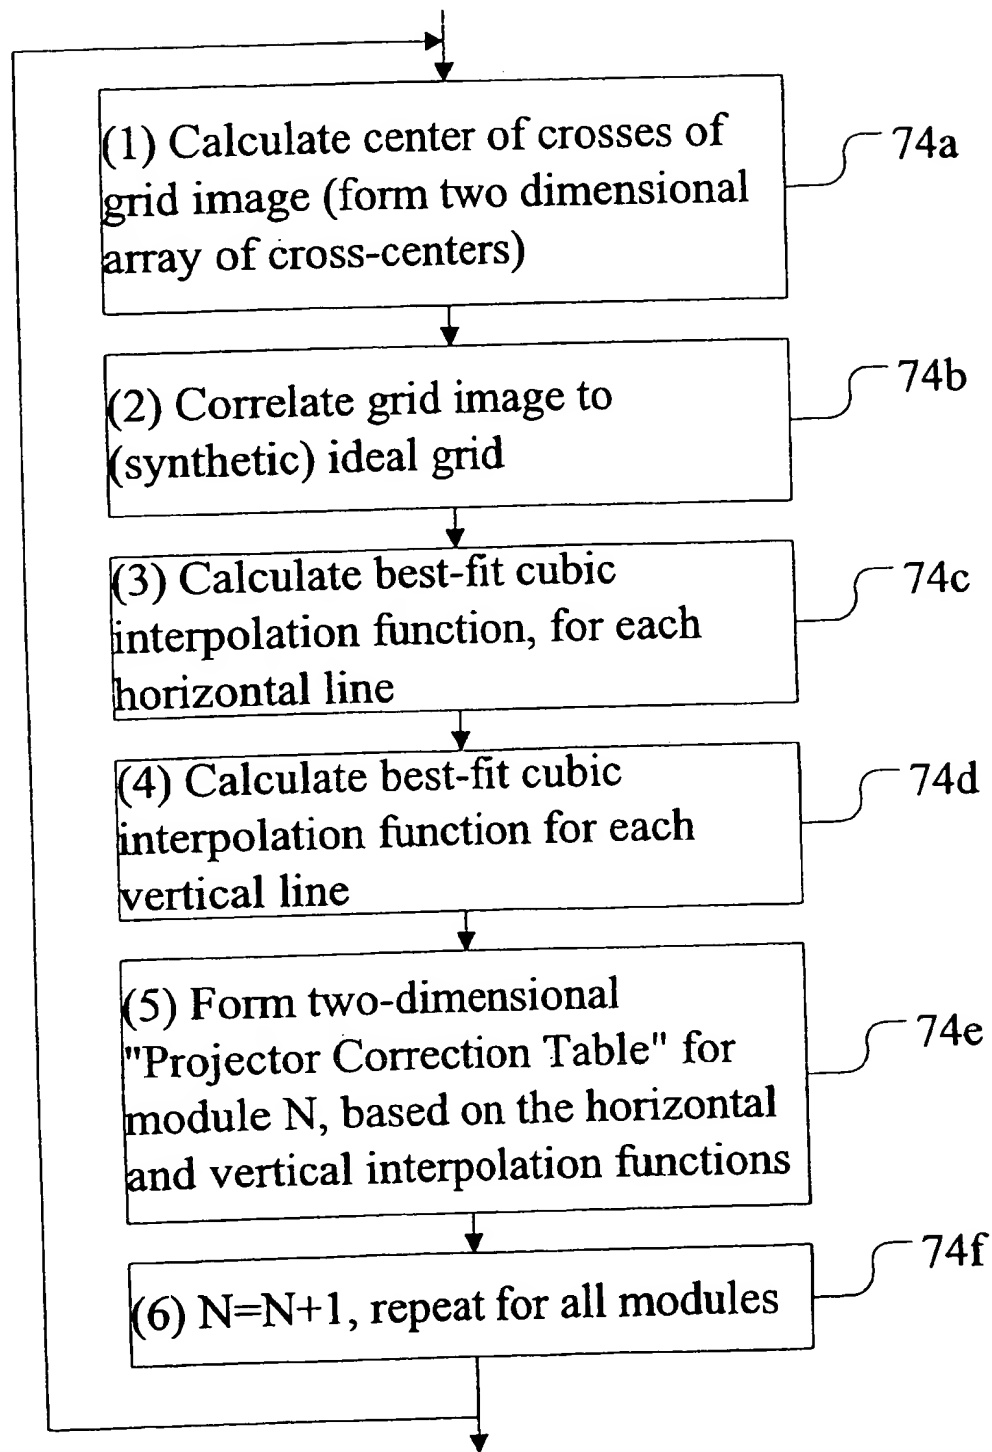 (1) Calculate center of crosses of
grid image (form two dimensional
array of cross-centers)
74a
(2) Correlate grid image to
(synthetic) ideal grid
74b
(3) Calculate best-fit cubic
interpolation function, for each
horizontal line
74c
(4) Calculate best-fit cubic
interpolation function for each
vertical line
74d
(5) Form two-dimensional
"Projector Correction Table" for
module N, based on the horizontal
and vertical interpolation functions
74e
(6) N=N+1, repeat for all modules
74f